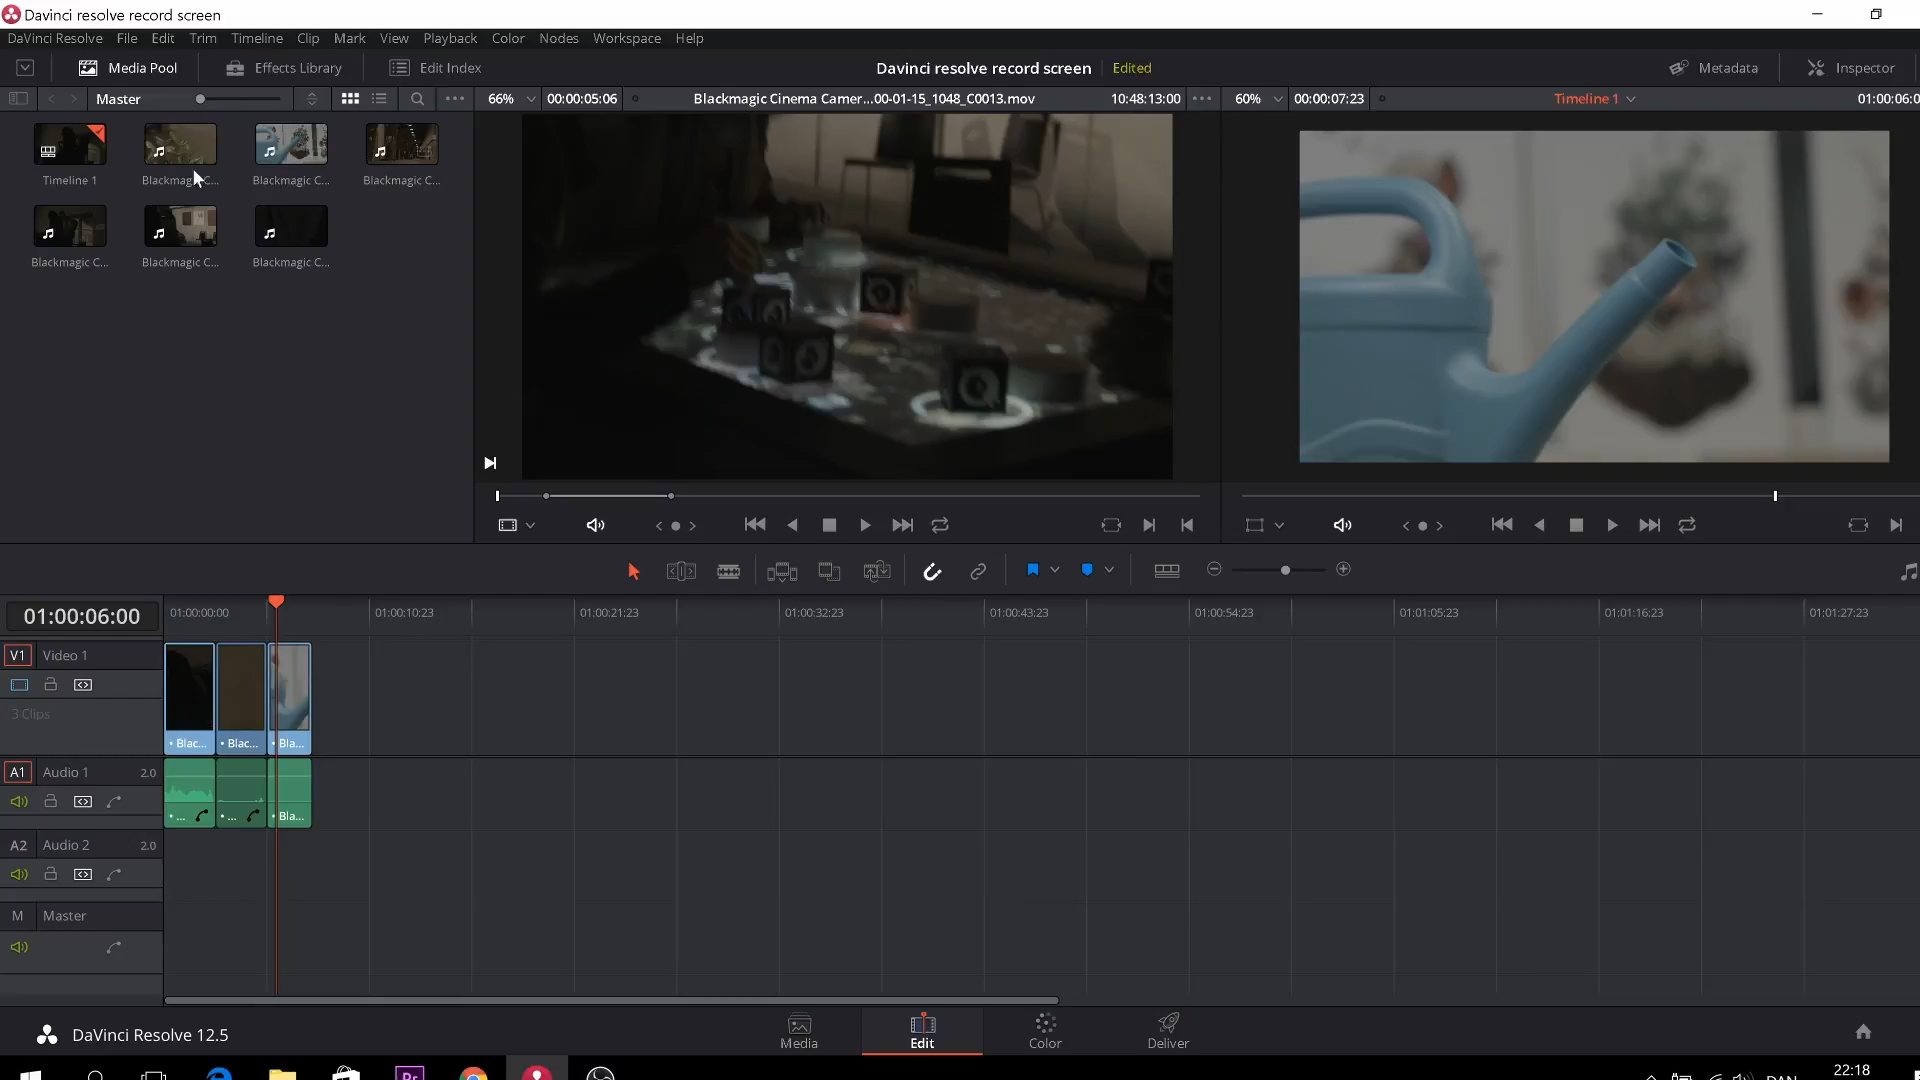 Davinci resolve record screen
DaVinci Resolve File Edit Trim Timeline Clip Mark View Playback Color Nodes Workspace Help
Media Pool Effects Library Edit Index Davinci resolve record screen Edited Metadata Inspector
Master 66% 00:00:05:06 Blackmagic Cinema Camer...00-01-15_1048_C0013.mov 10:48:13:00 60% 00:00:07:23 Timeline 1 01:00:06:0
Timeline 1 Blackmagic C... Blackmagic C... Blackmagic C...
Blackmagic C... Blackmagic C... Blackmagic C...
01:00:06:00 01:00:00:00 01:00:10:23 01:00:21:23 01:00:32:23 01:00:43:23 01:00:54:23 01:01:05:23 01:01:16:23 01:01:27:23
V1 Video 1
3 Clips
• Blac... • Blac... • Bla...
A1 Audio 1 2.0
• ... • ... • Bla...
A2 Audio 2 2.0
M Master
DaVinci Resolve 12.5 Media Edit Color Deliver
Pr DAN 22:18